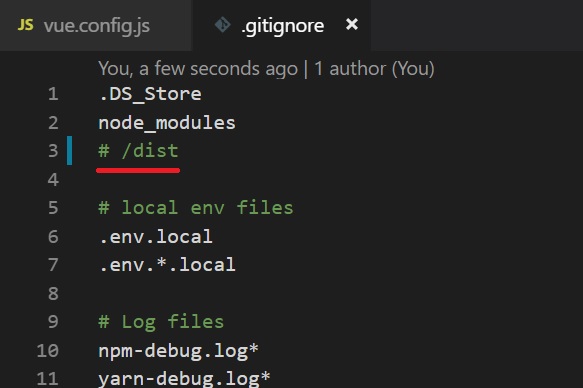 JS vue.config.js .gitignore ×
You, a few seconds ago | 1 author (You)
1 .DS_Store
2 node_modules
3 # /dist
4
5 # local env files
6 .env.local
7 .env.*.local
8
9 # Log files
10 npm-debug.log*
11 yarn-debug.log*